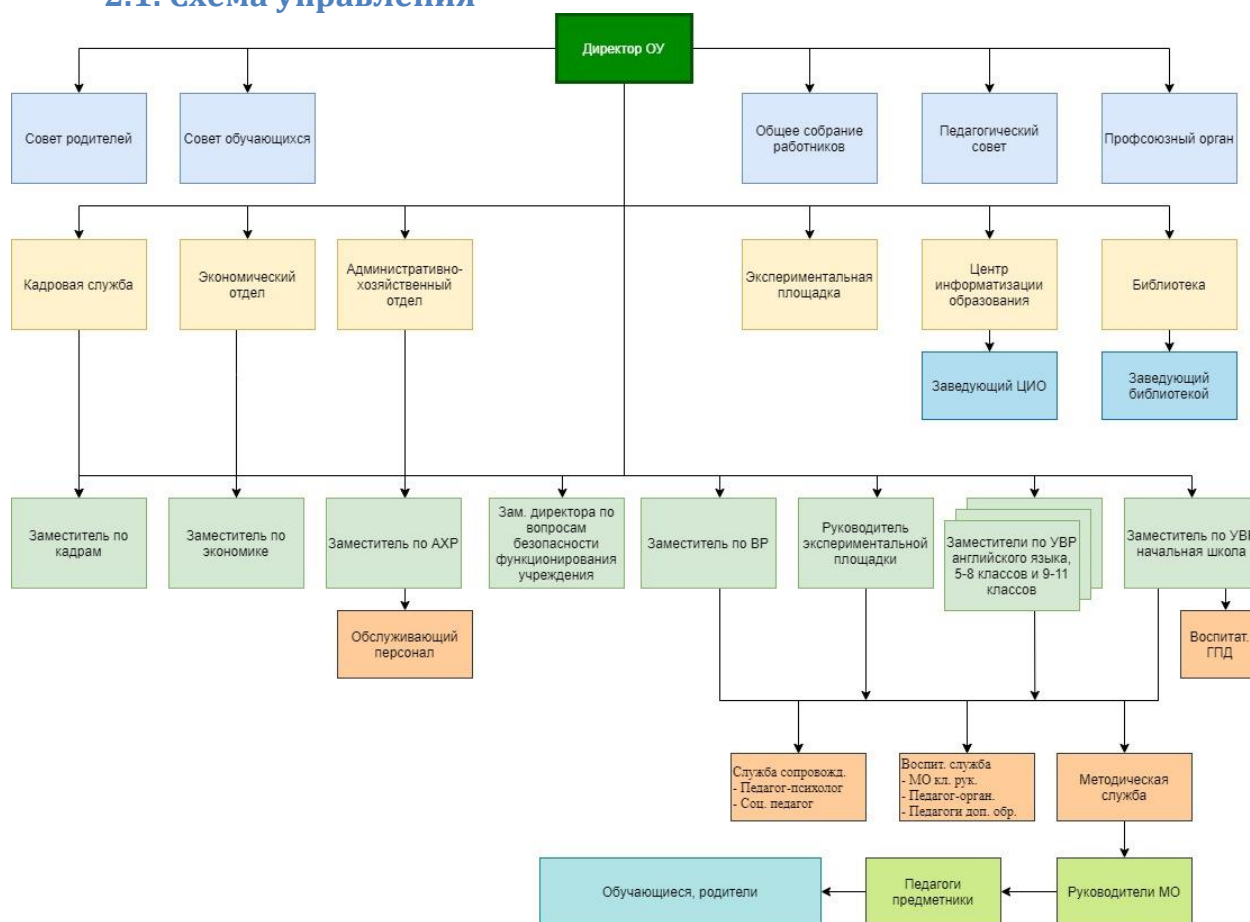 2.1. Схема управления
Директор ОУ
Совет родителей
Совет обучающихся
Общее собрание
работников
Педагогический
совет
Профсоюзный орган
Кадровая служба
Экономический
отдел
Административно-
хозяйственный
отдел
Экспериментальная
площадка
Центр
информатизации
образования
Библиотека
Заведующий ЦИО
Заведующий
библиотекой
Заместитель по
кадрам
Заместитель по
экономике
Заместитель по АХР
Зам. директора по
вопросам
безопасности
функционирования
учреждения
Заместитель по ВР
Руководитель
экспериментальной
площадки
Заместители по УВР
английского языка,
5-8 классов и 9-11
классов
Заместитель по УВР
начальная школа
Обслуживающий
персонал
Воспитат.
ГПД
Служба сопровожд.
- Педагог-психолог
- Соц. педагог
Воспит. служба
- МО кл. рук.
- Педагог-орган.
- Педагоги доп. обр.
Методическая
служба
Обучающиеся, родители
Педагоги
предметники
Руководители МО